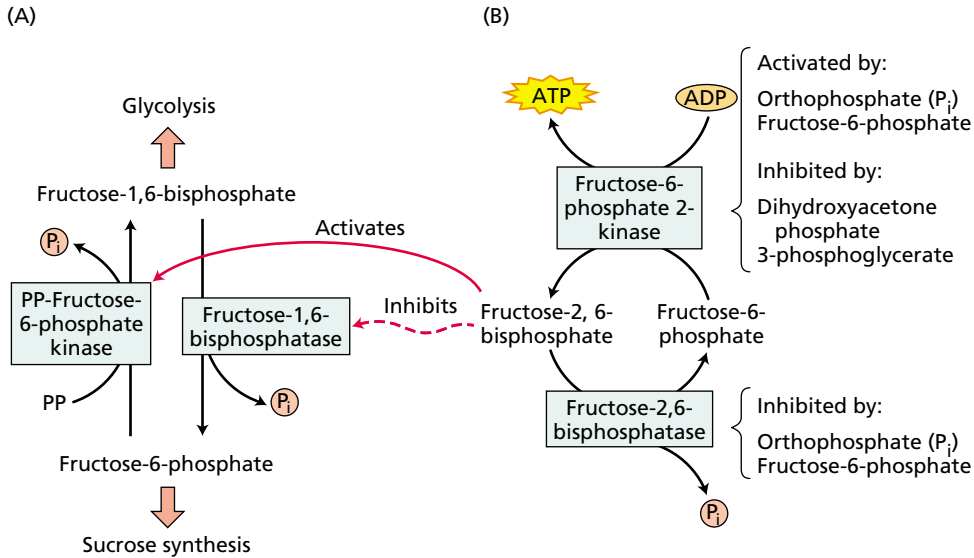 (A)
Glycolysis
Fructose-1,6-bisphosphate
Pi
Activates
PP-Fructose-
6-phosphate
kinase
Fructose-1,6-
bisphosphatase
Inhibits
PP
Pi
Fructose-6-phosphate
Sucrose synthesis
(B)
ATP
ADP
Activated by:
Orthophosphate (Pi)
Fructose-6-phosphate
Inhibited by:
Dihydroxyacetone
phosphate
3-phosphoglycerate
Fructose-6-
phosphate 2-
kinase
Fructose-2, 6-
bisphosphate
Fructose-6-
phosphate
Fructose-2,6-
bisphosphatase
Inhibited by:
Orthophosphate (Pi)
Fructose-6-phosphate
Pi